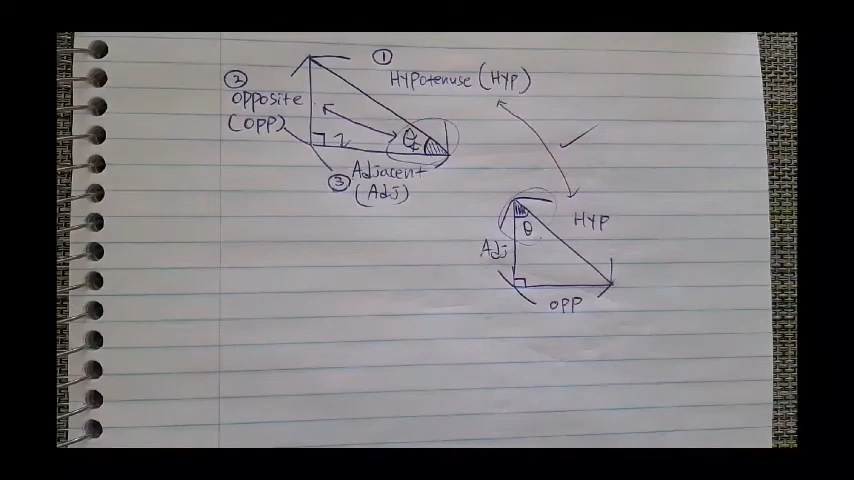 ①
Hypotenuse (HYP)
②
opposite
(OPP)
θ
③ Adjacent
(Adj)
HYP
θ
Adj
OPP